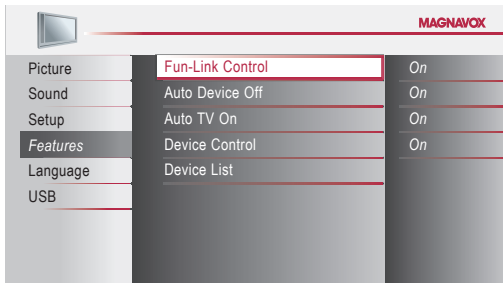 MAGNAVOX
Picture
Sound
Setup
Features
Language
USB
Fun-Link Control On
Auto Device Off On
Auto TV On On
Device Control On
Device List